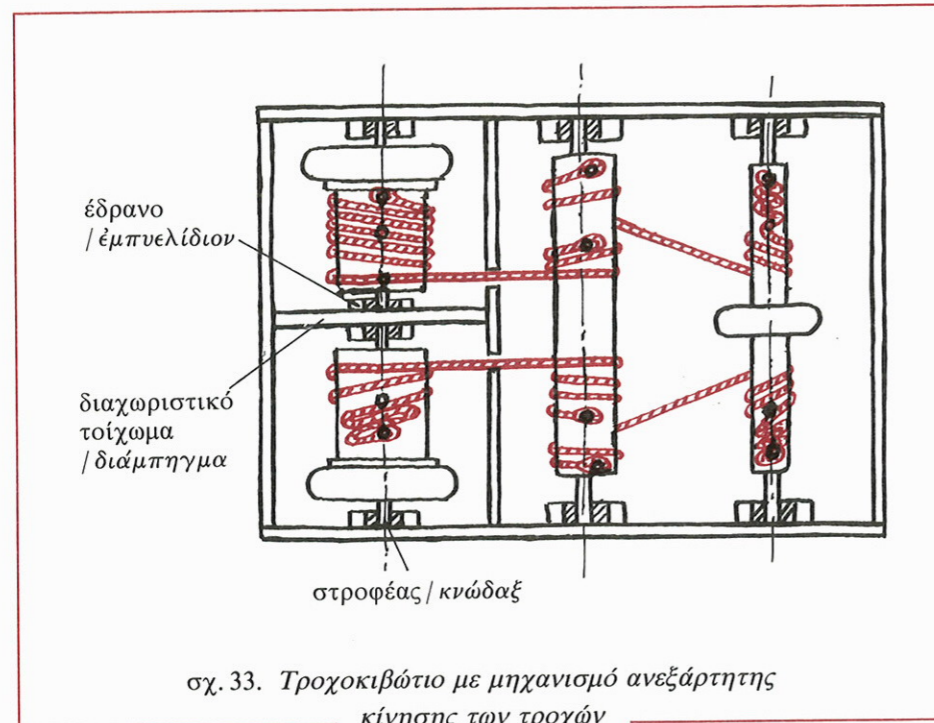 έδρανο
/ ἐμπυελίδιον
διαχωριστικό
τοίχωμα
/ διάμπηγμα
στροφέας / κνώδαξ
σχ. 33. Τροχοκιβώτιο με μηχανισμό ανεξάρτητης
κίνησης των τροχών